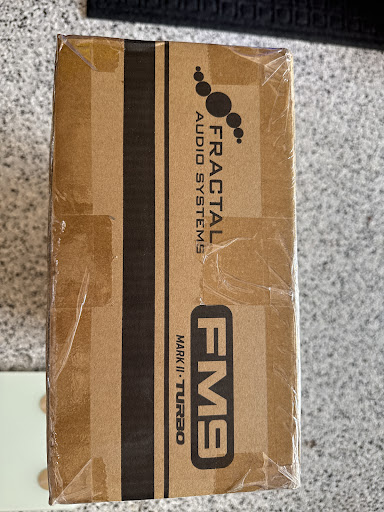 FRACTAL
AUDIO SYSTEMS
FM9
MARK II - TURBO